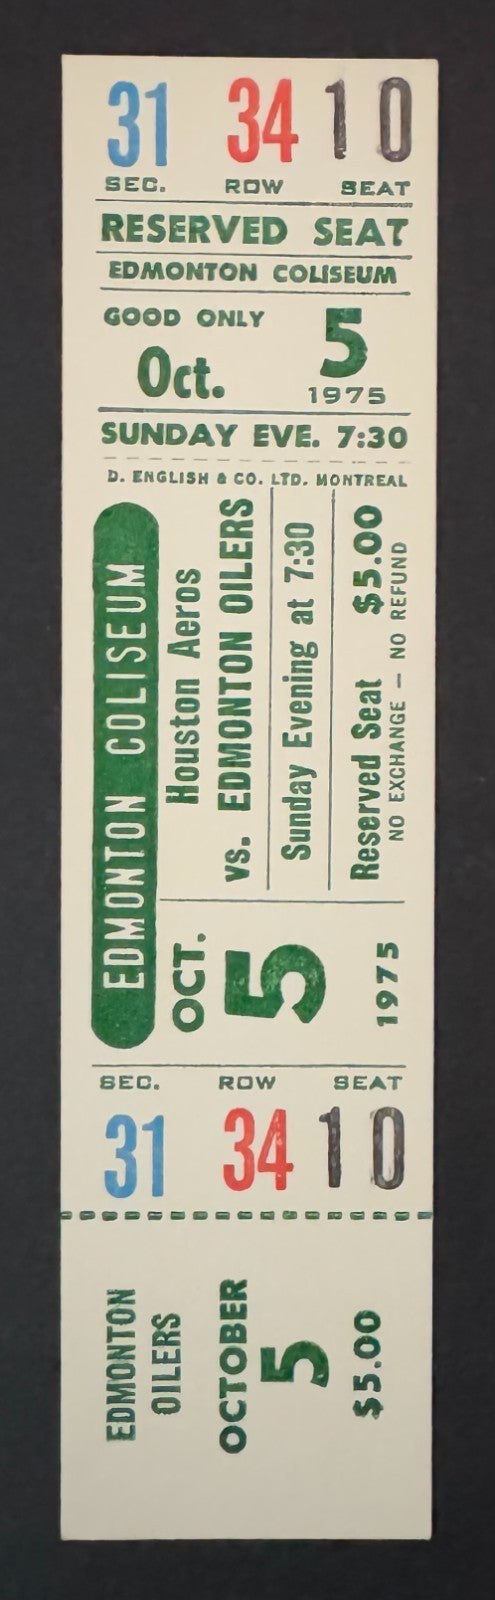 31 34 10
SEC. ROW SEAT
RESERVED SEAT
EDMONTON COLISEUM
GOOD ONLY
Oct. 5
1975
SUNDAY EVE. 7:30
D. ENGLISH & CO. LTD. MONTREAL
EDMONTON COLISEUM
Houston Aeros
vs. EDMONTON OILERS
Sunday Evening at 7:30
Reserved Seat $5.00
NO EXCHANGE — NO REFUND
OCT.
5
1975
SEC. ROW SEAT
31 34 10
EDMONTON
OILERS
OCTOBER
5
$5.00